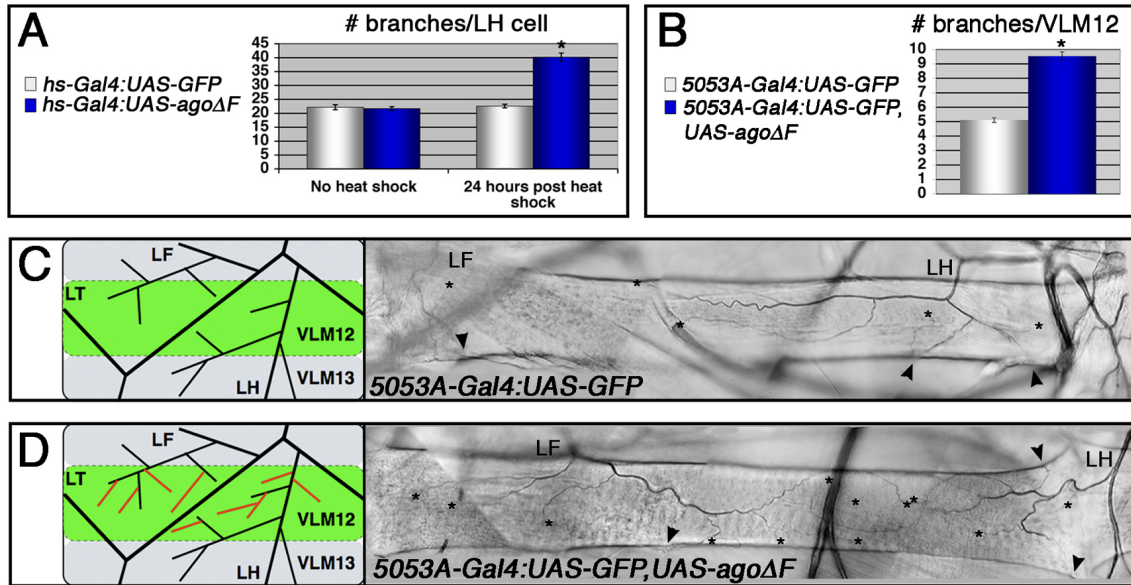 A
# branches/LH cell
hs-Gal4:UAS-GFP
hs-Gal4:UAS-agoΔF
45
40
35
30
25
20
15
10
5
0
*
No heat shock
24 hours post heat
shock
B
# branches/VLM12
5053A-Gal4:UAS-GFP
5053A-Gal4:UAS-GFP,
UAS-agoΔF
10
9
8
7
6
5
4
3
2
1
0
*
C
LF
LT
VLM12
LH
VLM13
LF
LH
* * * * *
5053A-Gal4:UAS-GFP
D
LF
LT
LH
VLM12
LH
VLM13
LF
LH
* * * * * * * * * * * *
5053A-Gal4:UAS-GFP,UAS-agoΔF